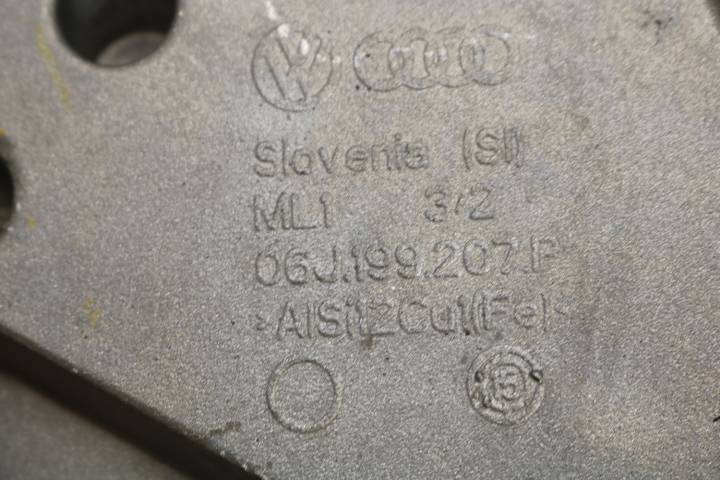 Slovenia (SI)
ML1 3/2
06J.199.207.F
>AlSi12Cu1(Fe)<